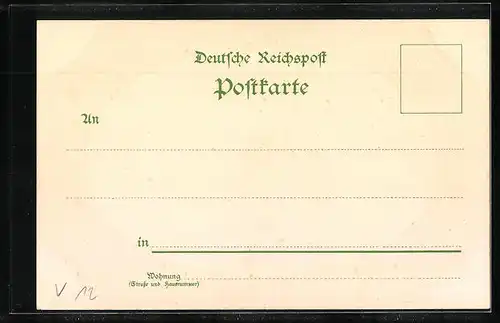 Deutſche Reichspoſt
Poſtkarte
An
in
Wohnung
(Straße und Hausnummer)
V 12